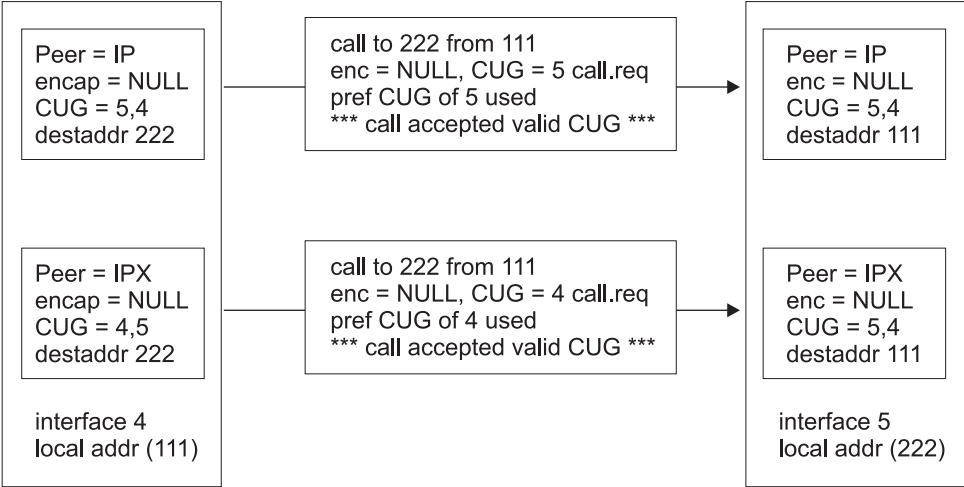 Peer = IP
encap = NULL
CUG = 5,4
destaddr 222
call to 222 from 111
enc = NULL, CUG = 5 call.req
pref CUG of 5 used
*** call accepted valid CUG ***
Peer = IP
enc = NULL
CUG = 5,4
destaddr 111
Peer = IPX
encap = NULL
CUG = 4,5
destaddr 222
call to 222 from 111
enc = NULL, CUG = 4 call.req
pref CUG of 4 used
*** call accepted valid CUG ***
Peer = IPX
enc = NULL
CUG = 5,4
destaddr 111
interface 4
local addr (111)
interface 5
local addr (222)